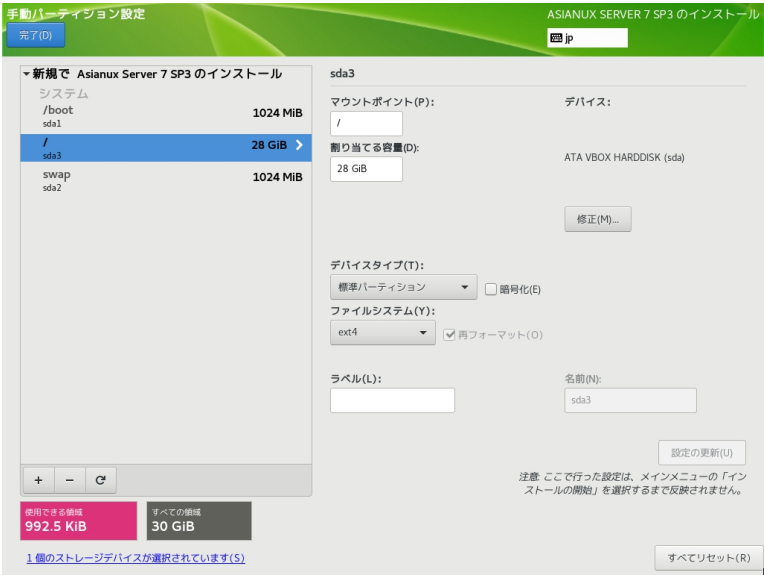 手動パーティション設定
ASIANUX SERVER 7 SP3 のインストール
完了(D)
jp
新規で Asianux Server 7 SP3 のインストール
システム
/boot
1024 MiB
sda1
/
28 GiB
sda3
swap
1024 MiB
sda2
sda3
マウントポイント(P):
デバイス:
/
割り当てる容量(D):
ATA VBOX HARDDISK (sda)
28 GiB
修正(M)...
デバイスタイプ(T):
標準パーティション
暗号化(E)
ファイルシステム(Y):
ext4
再フォーマット(O)
ラベル(L):
名前(N):
sda3
設定の更新(U)
注意: ここで行った設定は、メインメニューの「イン
ストールの開始」を選択するまで反映されません。
使用できる領域
992.5 KiB
すべての領域
30 GiB
1 個のストレージデバイスが選択されています(S)
すべてリセット(R)